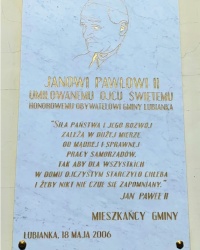 JANOWI PAWŁOWI II
UMIŁOWANEMU OJCU ŚWIĘTEMU
HONOROWEMU OBYWATELOWI GMINY ŁUBIANKA
"SIŁA PAŃSTWA I JEGO ROZWÓJ
ZALEŻĄ W DUŻEJ MIERZE
OD MĄDREJ I SPRAWNEJ
PRACY SAMORZĄDÓW,
TAK ABY DLA WSZYSTKICH
W DOMU OJCZYSTYM STARCZYŁO CHLEBA
I ŻEBY NIKT NIE CZUŁ SIĘ ZAPOMNIANY."
JAN PAWEŁ II
MIESZKAŃCY GMINY
ŁUBIANKA, 18 MAJA 2006